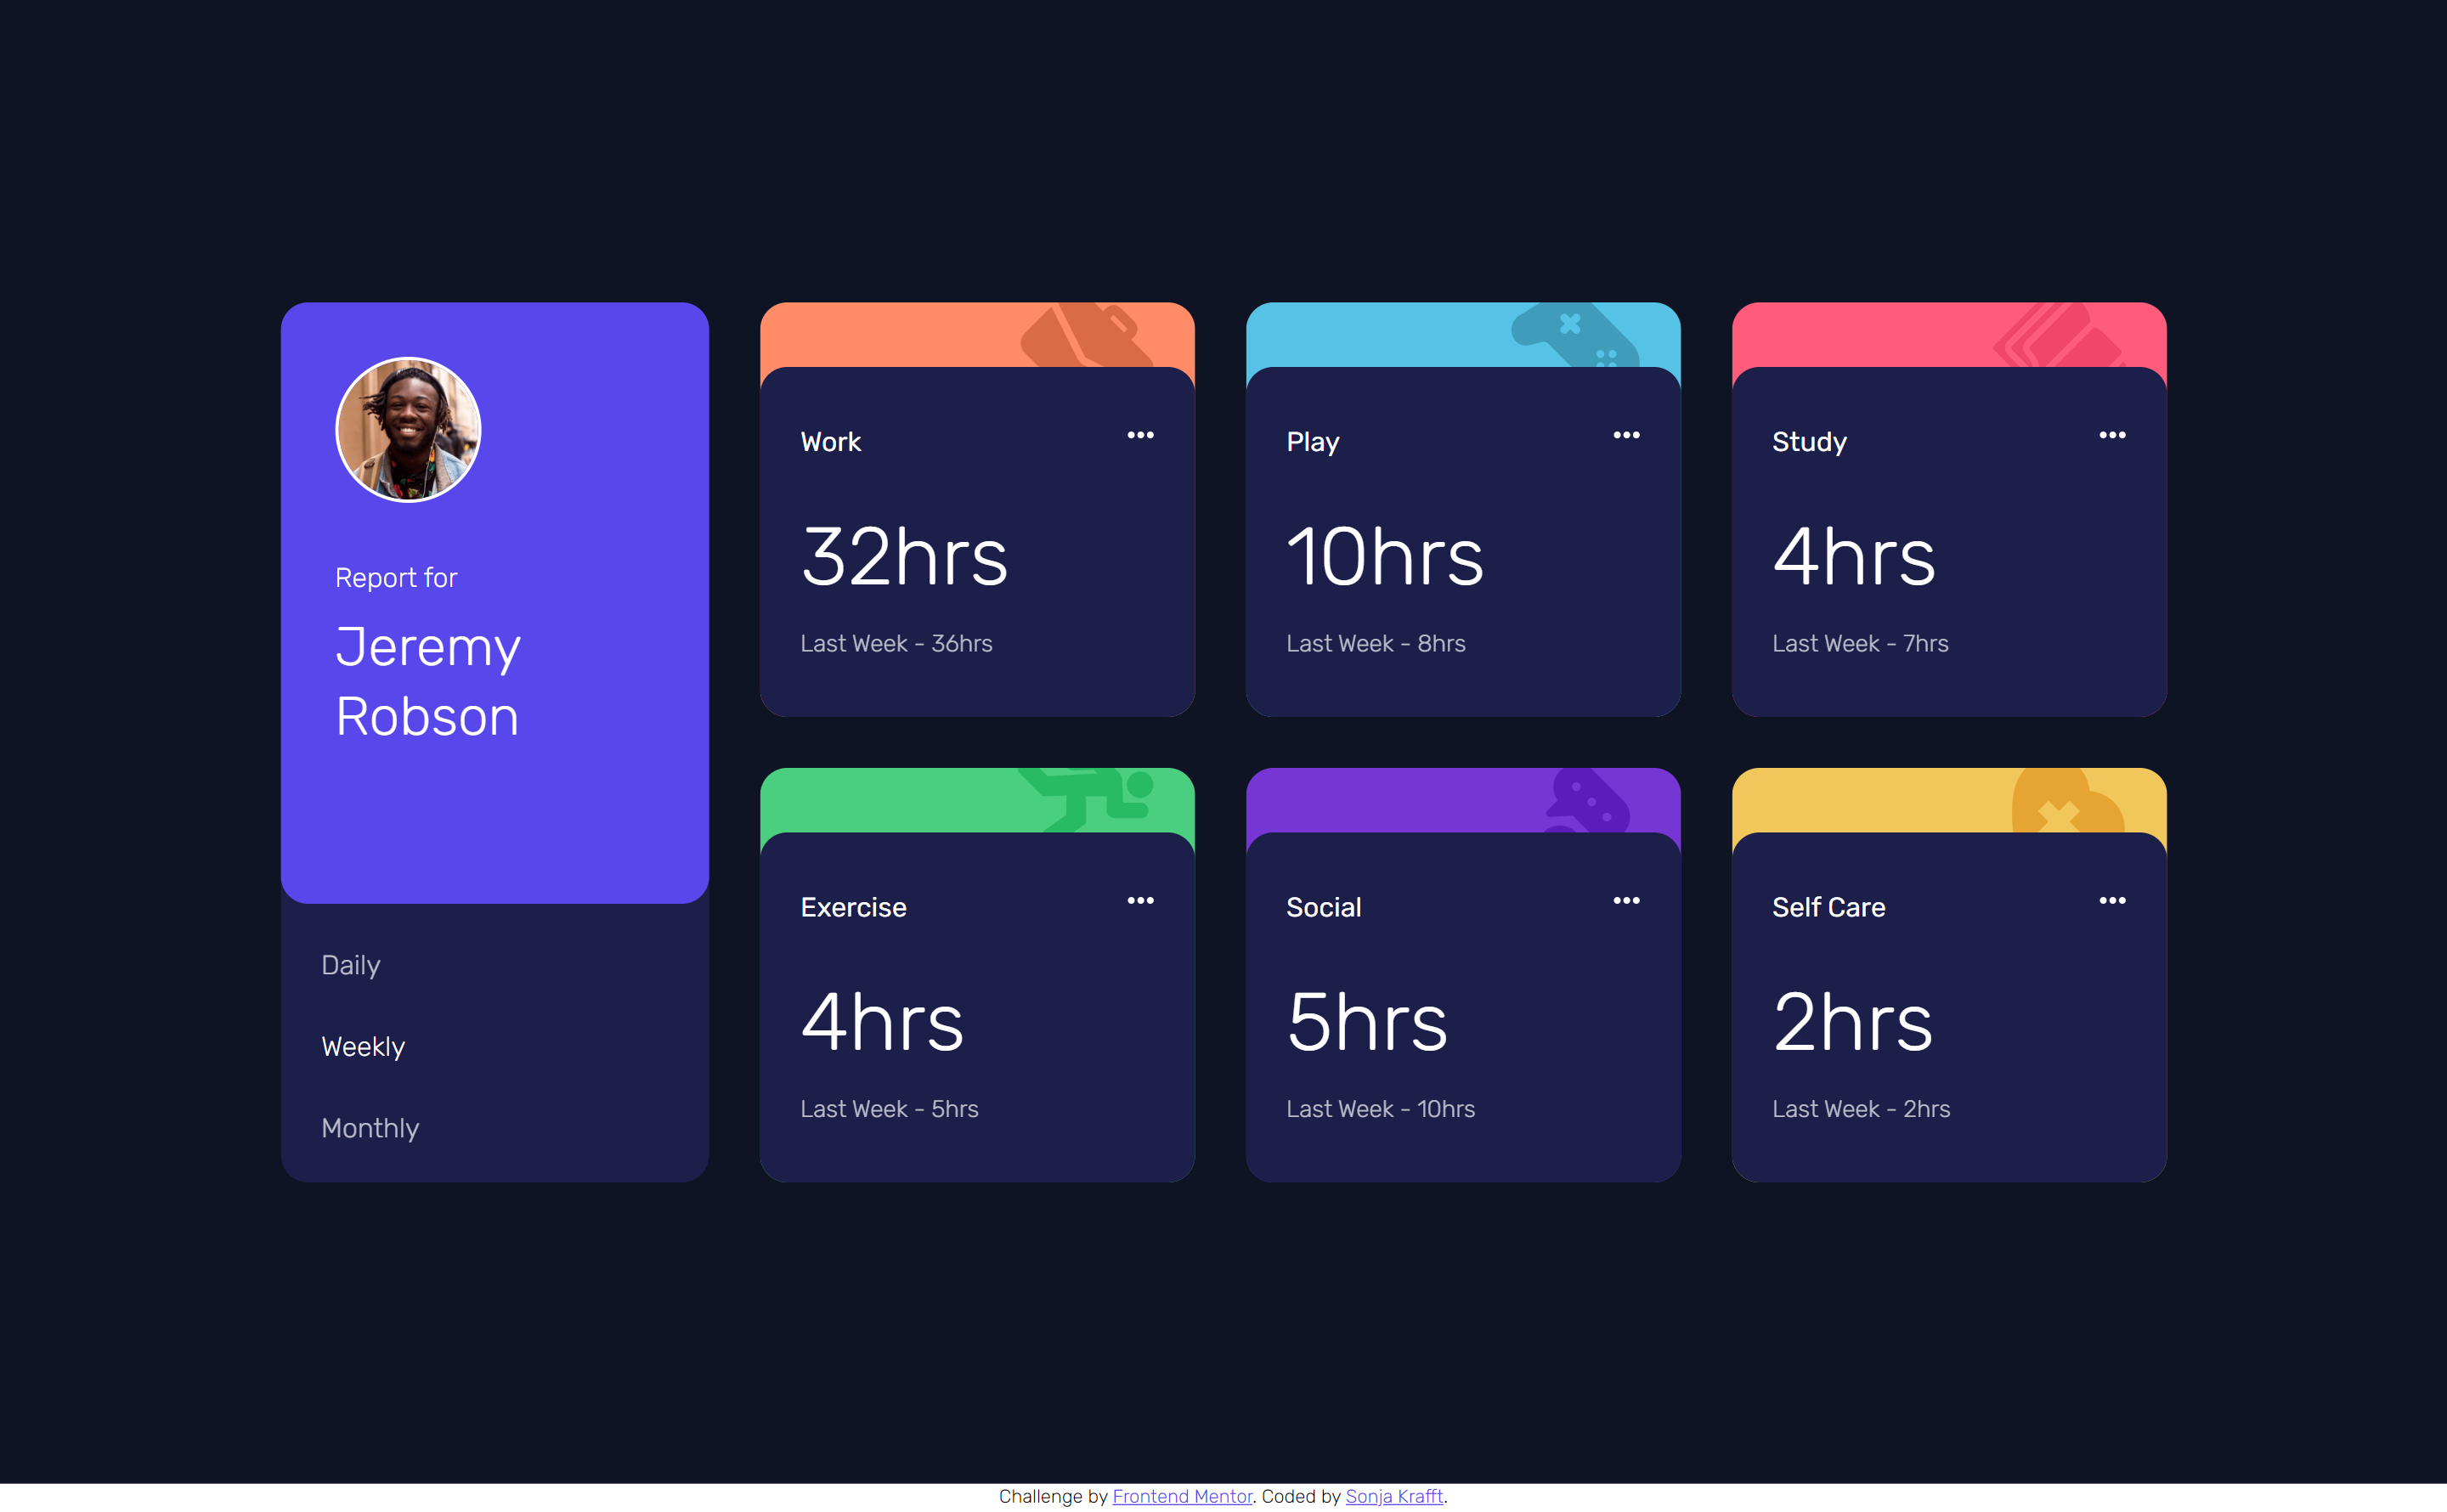 Report for
Jeremy
Robson
Daily
Weekly
Monthly
Work
32hrs
Last Week - 36hrs
Play
10hrs
Last Week - 8hrs
Study
4hrs
Last Week - 7hrs
Exercise
4hrs
Last Week - 5hrs
Social
5hrs
Last Week - 10hrs
Self Care
2hrs
Last Week - 2hrs
Challenge by Frontend Mentor. Coded by Sonja Krafft.